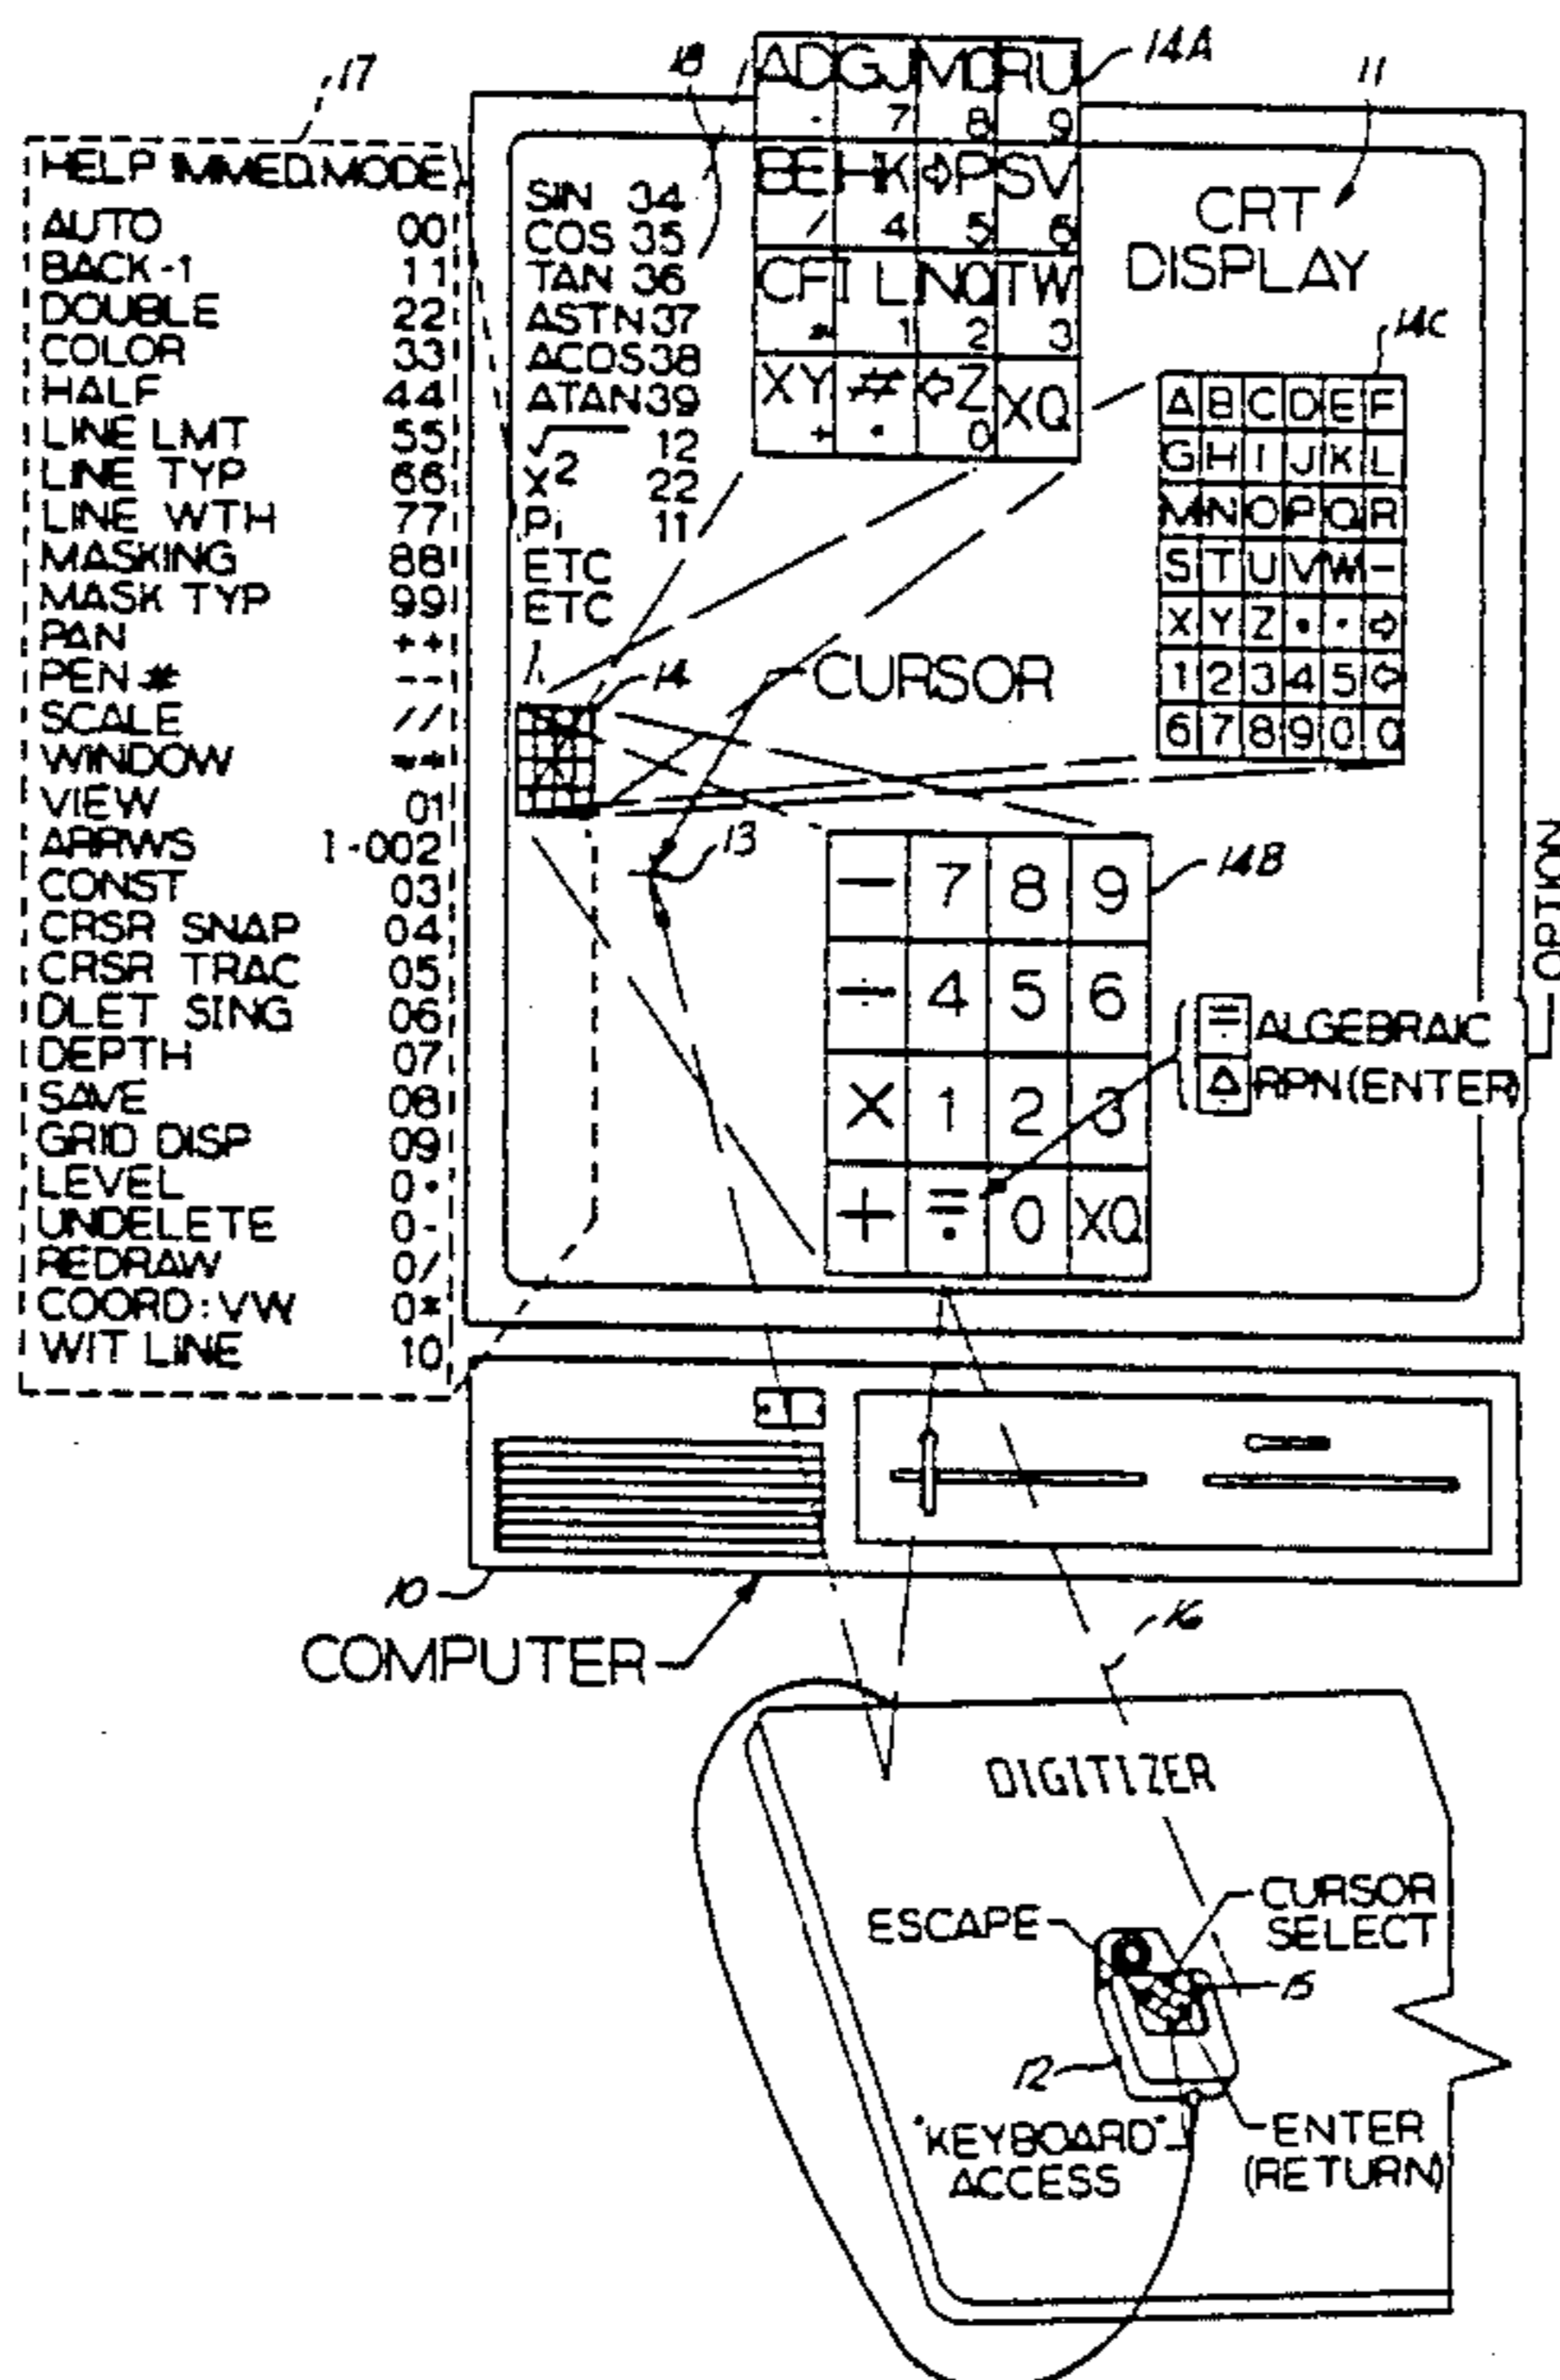 17
HELP IMMED. MODE
AUTO 00
BACK-1 11
DOUBLE 22
COLOR 33
HALF 44
LINE LMT 55
LINE TYP 66
LINE WTH 77
MASKING 88
MASK TYP 99
PAN ++
PEN # --
SCALE //
WINDOW **
VIEW 01
ARRWS 1-002
CONST 03
CRSR SNAP 04
CRSR TRAC 05
DLET SING 06
DEPTH 07
SAVE 08
GRID DISP 09
LEVEL 0•
UNDELETE 0-
REDRAW 0/
COORD:VW 0*
WIT LINE 10
18
SIN 34
COS 35
TAN 36
ASTN 37
ACOS 38
ATAN 39
√ 12
X² 22
PI 11
ETC
ETC
14A
AD GJ MO RU
- 7 8 9
BE HK ⇨P SV
/ 4 5 6
CF IL NQ TW
* 1 2 3
XY # ⇦Z XQ
+ • 0
11
CRT
DISPLAY
14C
A B C D E F
G H I J K L
M N O P Q R
S T U V W -
X Y Z • • ⇨
1 2 3 4 5 ⇦
6 7 8 9 0 Q
CURSOR
14
13
14B
— 7 8 9
÷ 4 5 6
X 1 2 3
+ = • 0 XQ
OPTION
= ALGEBRAIC
Δ RPN (ENTER)
10
COMPUTER
16
DIGITIZER
ESCAPE
CURSOR
SELECT
15
12
"KEYBOARD"
ACCESS
ENTER
(RETURN)